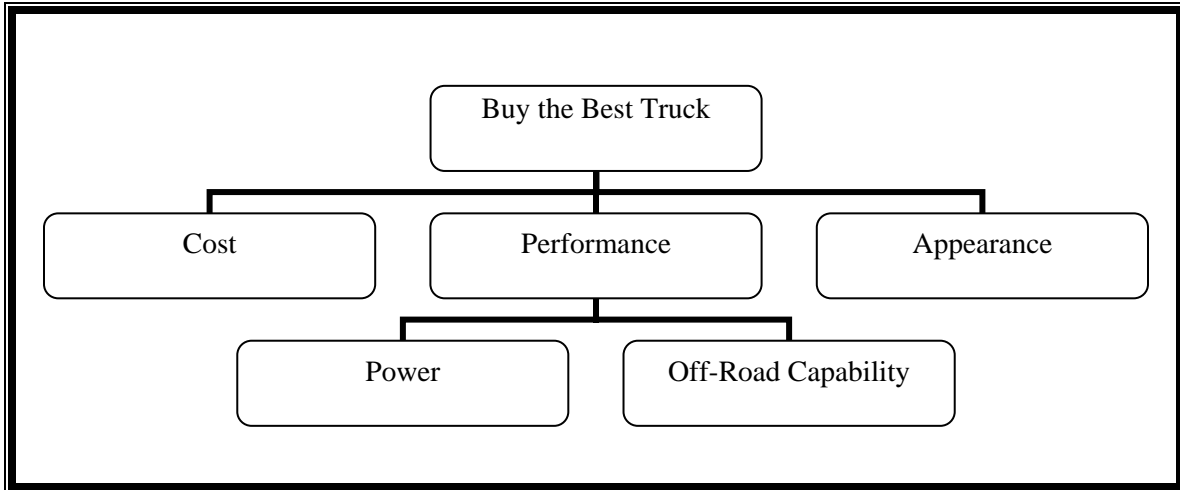 Buy the Best Truck
Cost
Performance
Appearance
Power
Off-Road Capability